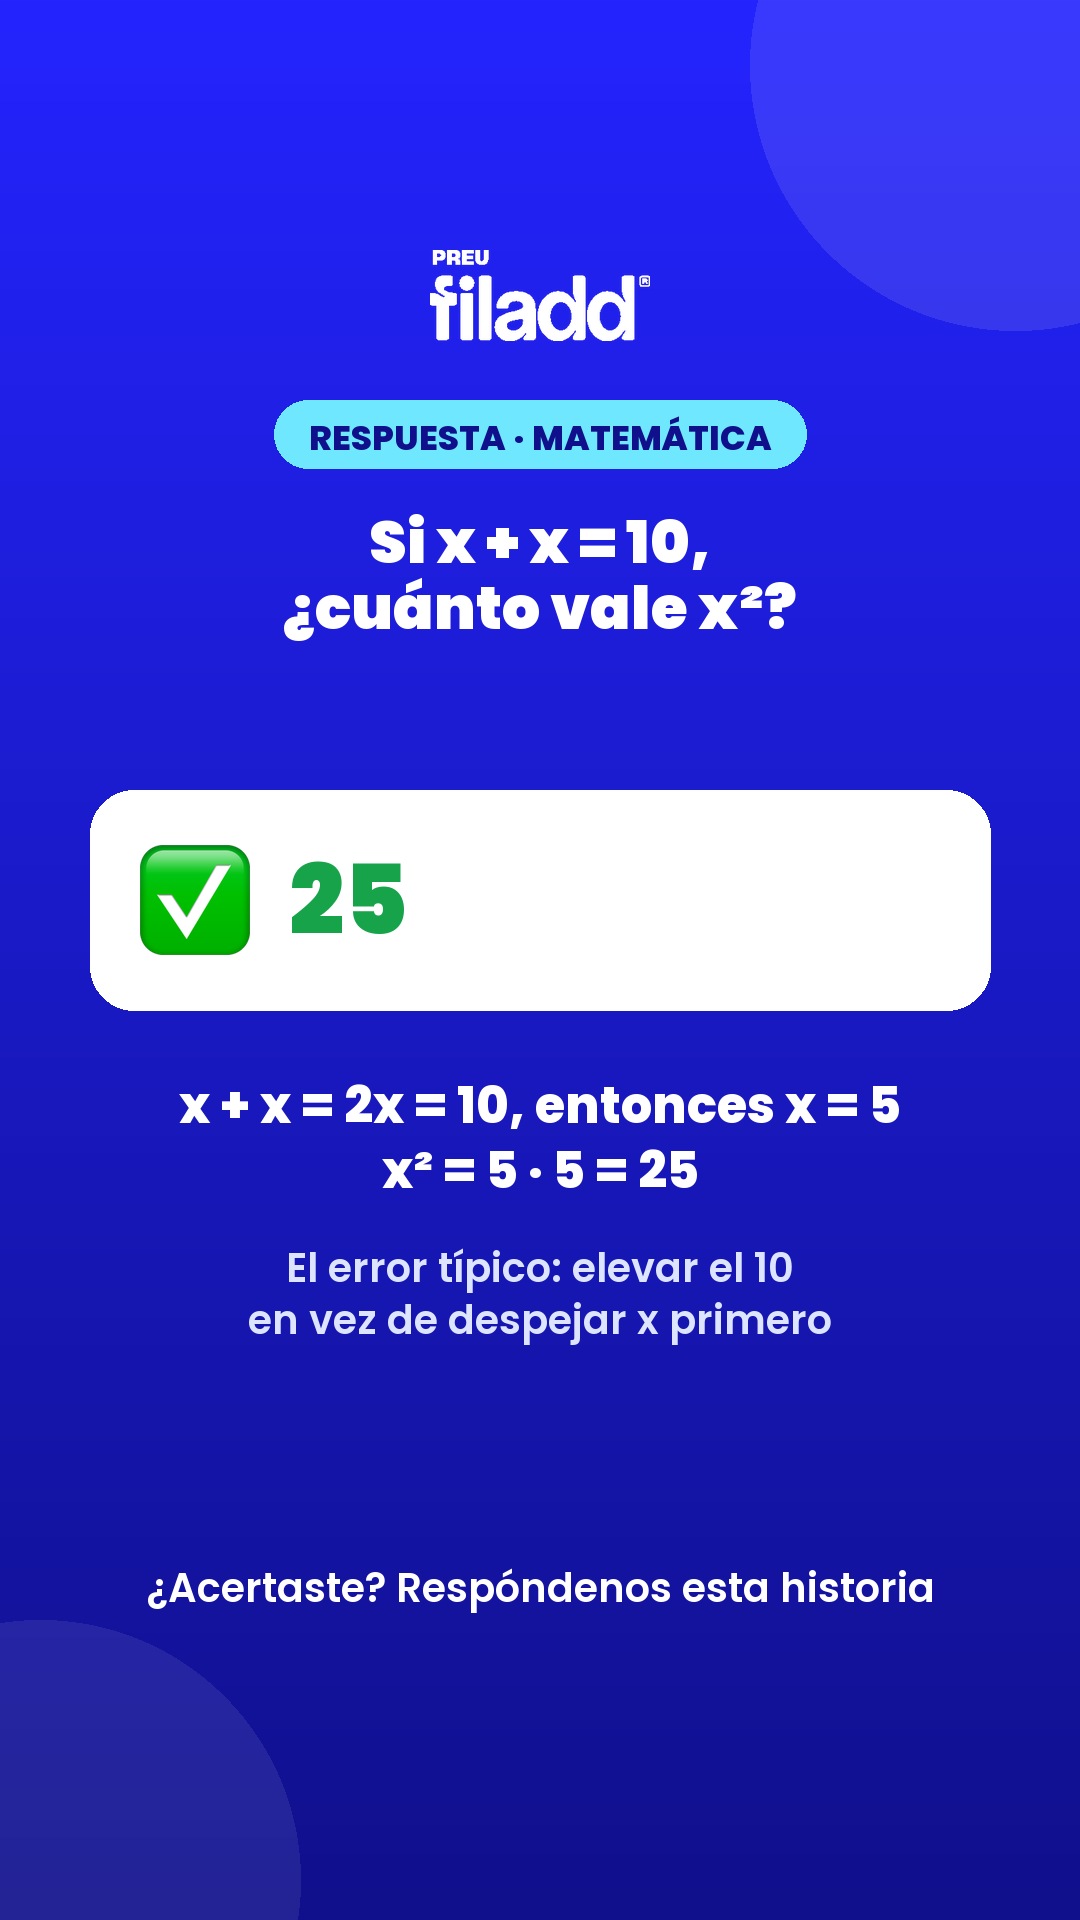 PREU
filadd®
RESPUESTA · MATEMÁTICA
Si x + x = 10,
¿cuánto vale x²?
✅ 25
x + x = 2x = 10, entonces x = 5
x² = 5 · 5 = 25
El error típico: elevar el 10
en vez de despejar x primero
¿Acertaste? Respóndenos esta historia